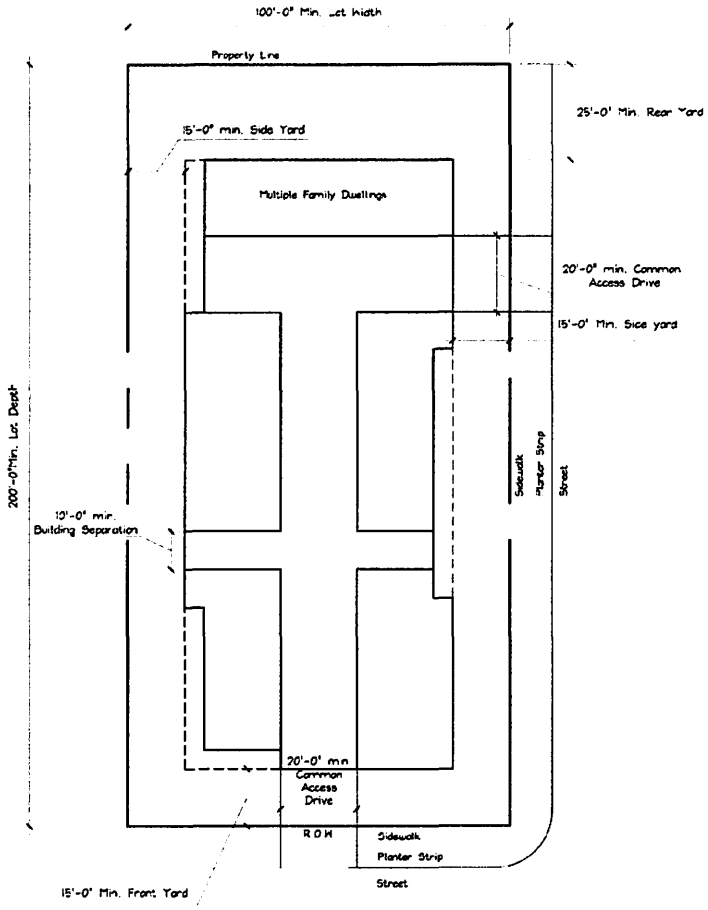 100'-0" Min. Lot Width
Property Line
25'-0' Min. Rear Yard
15'-0" min. Side Yard
Multiple Family Dwellings
20'-0" min. Common
Access Drive
15'-0' Min. Side yard
200'-0" Min. Lot Depth
Sidewalk
Planter Strip
Street
10'-0" min.
Building Separation
20'-0' min
Common
Access
Drive
R O W
Sidewalk
Planter Strip
Street
15'-0' Min. Front Yard